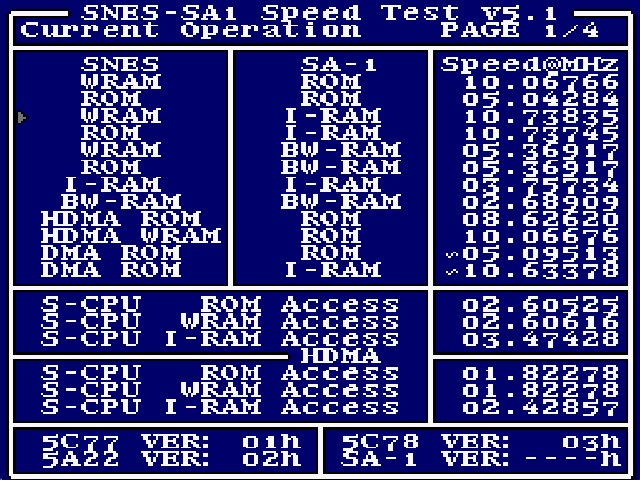 SNES-SA1 Speed Test v5.1
Current Operation PAGE 1/4
SNES SA-1 Speed@MHz
WRAM ROM 10.06766
ROM ROM 05.04284
WRAM I-RAM 10.73835
ROM I-RAM 10.73745
WRAM BW-RAM 05.36917
ROM BW-RAM 05.36917
I-RAM I-RAM 03.75734
BW-RAM BW-RAM 02.68909
HDMA ROM ROM 08.62620
HDMA WRAM ROM 10.06676
DMA ROM ROM ~05.09513
DMA ROM I-RAM ~10.63378
S-CPU ROM Access 02.60525
S-CPU WRAM Access 02.60616
S-CPU I-RAM Access 03.47428
HDMA
S-CPU ROM Access 01.82278
S-CPU WRAM Access 01.82278
S-CPU I-RAM Access 02.42857
5C77 VER: 01h 5C78 VER: 03h
5A22 VER: 02h SA-1 VER: ----h